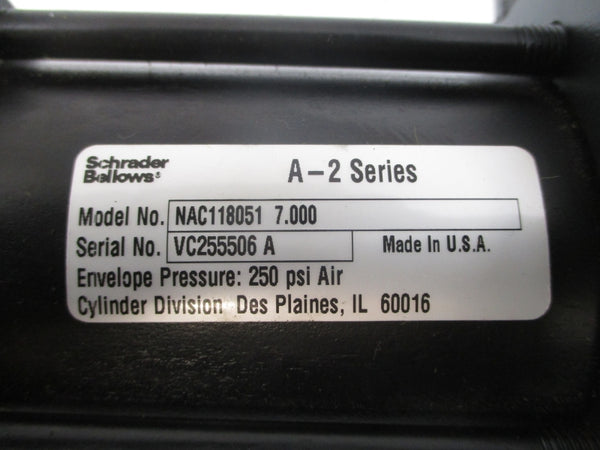 Schrader
Bellows®
A-2 Series
Model No. NAC118051 7.000
Serial No. VC255506 A Made In U.S.A.
Envelope Pressure: 250 psi Air
Cylinder Division Des Plaines, IL 60016